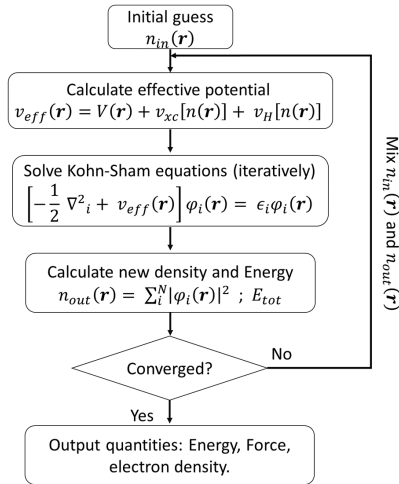 Initial guess
n_in(r)
Calculate effective potential
v_eff(r) = V(r) + v_xc[n(r)] + v_H[n(r)]
Solve Kohn-Sham equations (iteratively)
[−1/2 ∇²_i + v_eff(r)] φ_i(r) = ϵ_i φ_i(r)
Calculate new density and Energy
n_out(r) = ∑_i^N |φ_i(r)|² ; E_tot
Converged?
No
Mix n_in(r) and n_out(r)
Yes
Output quantities: Energy, Force,
electron density.